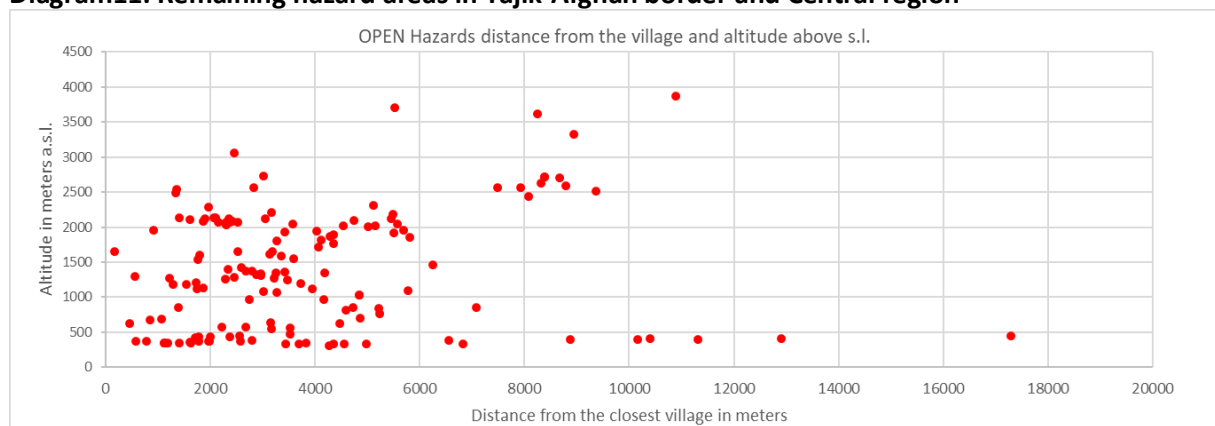 Diagram11: Remaining hazard areas in Tajik-Afghan border and Central region
OPEN Hazards distance from the village and altitude above s.l.
Altitude in meters a.s.l.
4500
4000
3500
3000
2500
2000
1500
1000
500
0
0 2000 4000 6000 8000 10000 12000 14000 16000 18000 20000
Distance from the closest village in meters